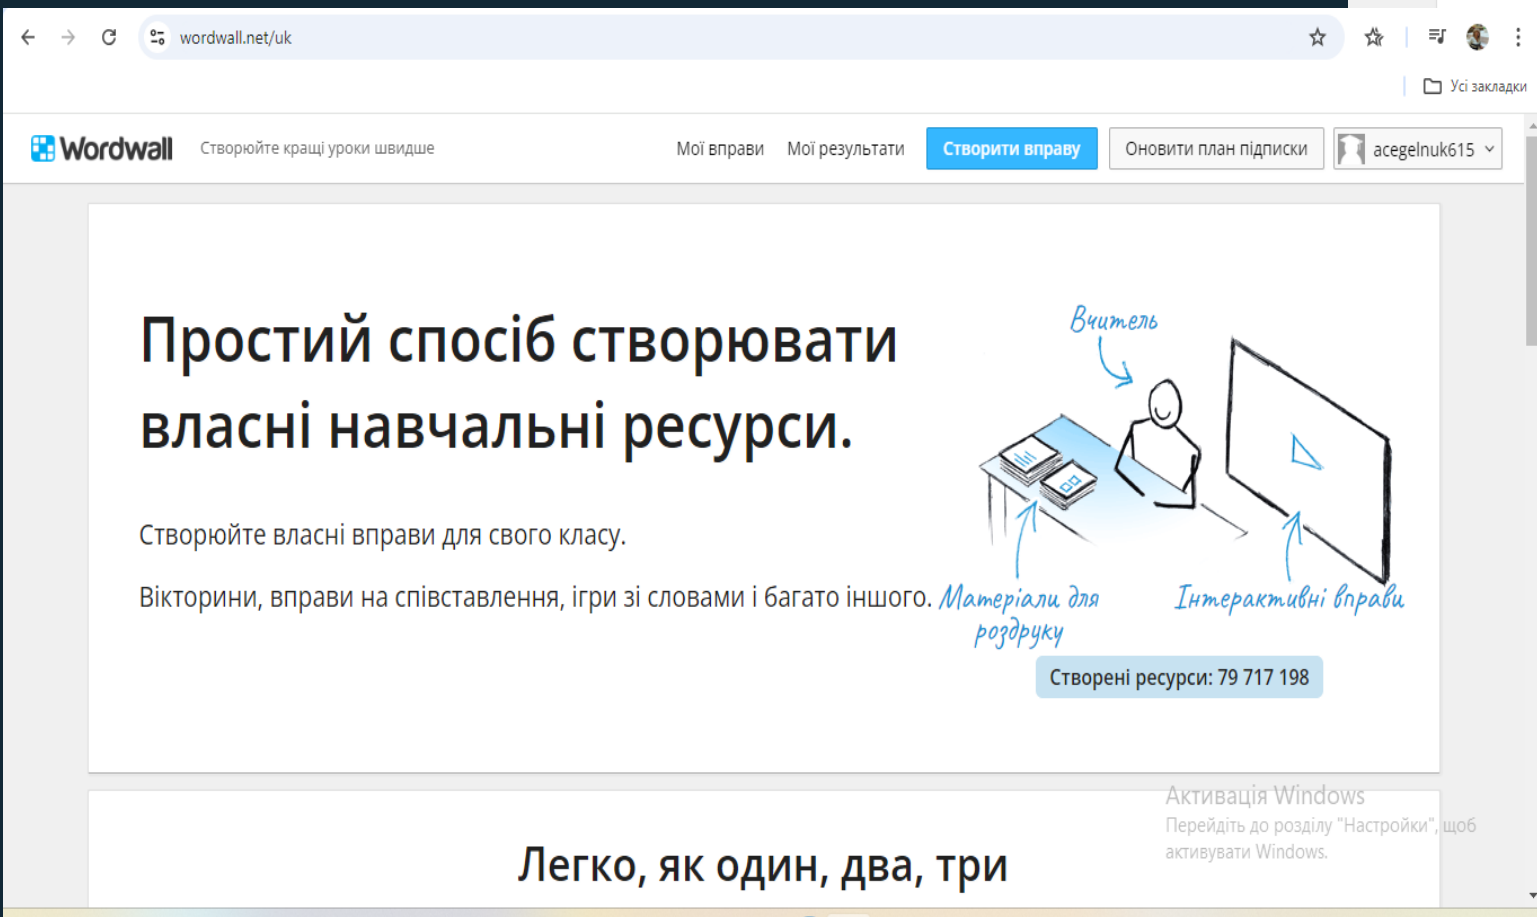 wordwall.net/uk
Усі закладки
Wordwall
Створюйте кращі уроки швидше
Мої вправи
Мої результати
Створити вправу
Оновити план підписки
acegelnuk615
Простий спосіб створювати
власні навчальні ресурси.
Створюйте власні вправи для свого класу.
Вікторини, вправи на співставлення, ігри зі словами і багато іншого.
Вчитель
Матеріали для
роздруку
Інтерактивні вправи
Створені ресурси: 79 717 198
Легко, як один, два, три
Активація Windows
Перейдіть до розділу "Настройки", щоб
активувати Windows.